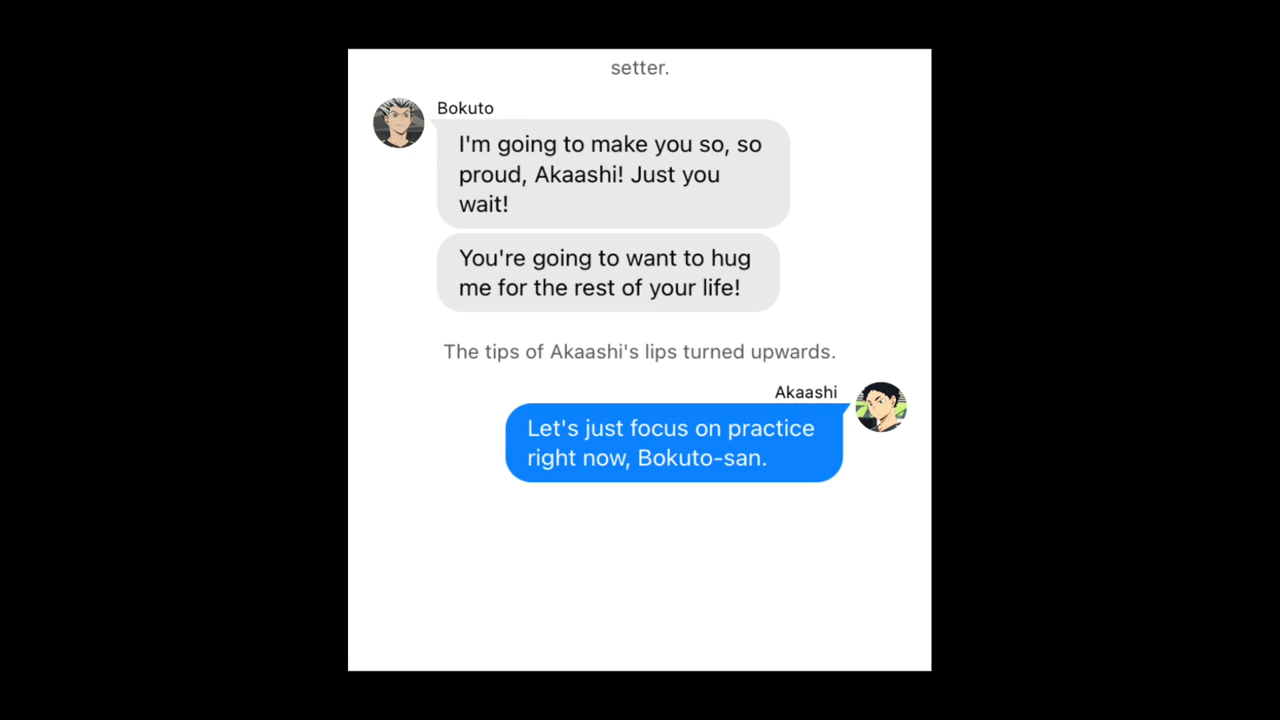 setter.
Bokuto
I'm going to make you so, so
proud, Akaashi! Just you
wait!
You're going to want to hug
me for the rest of your life!
The tips of Akaashi's lips turned upwards.
Akaashi
Let's just focus on practice
right now, Bokuto-san.